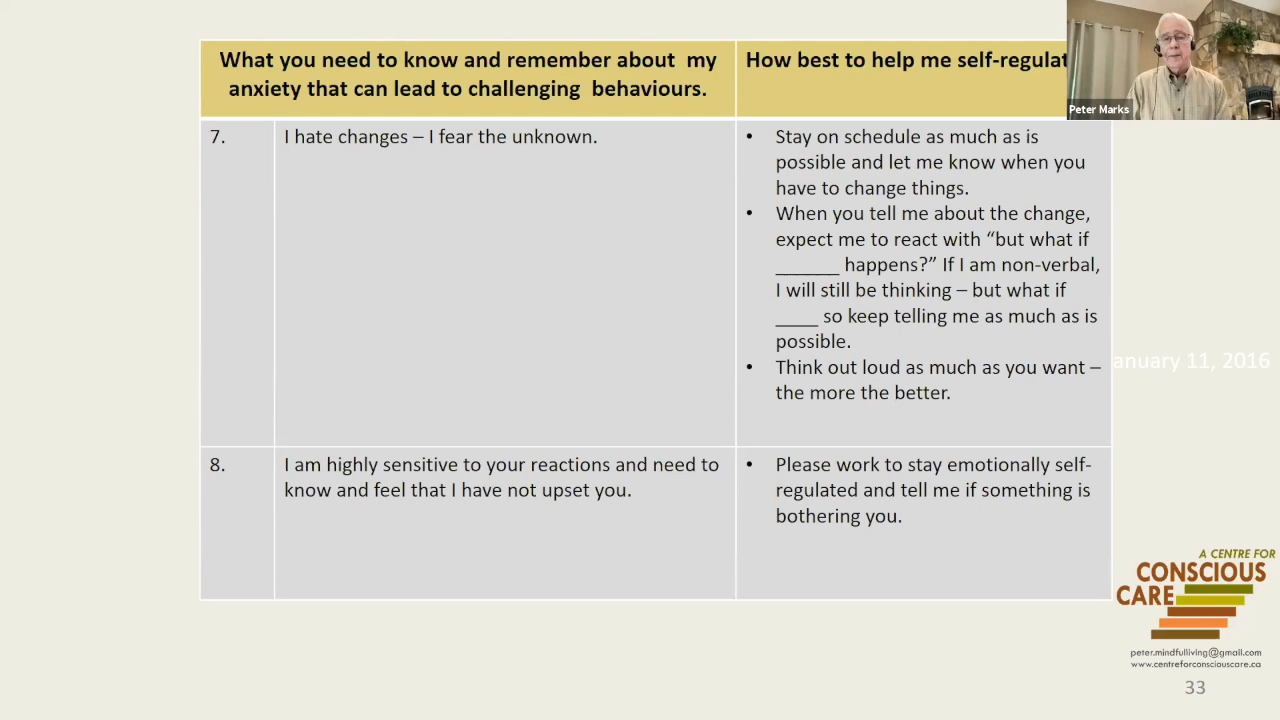 What you need to know and remember about my
anxiety that can lead to challenging behaviours.
How best to help me self-regulat
Peter Marks
7.
I hate changes – I fear the unknown.
• Stay on schedule as much as is
possible and let me know when you
have to change things.
• When you tell me about the change,
expect me to react with “but what if
______ happens?” If I am non-verbal,
I will still be thinking – but what if
____ so keep telling me as much as is
possible.
• Think out loud as much as you want –
the more the better.
anuary 11, 2016
8.
I am highly sensitive to your reactions and need to
know and feel that I have not upset you.
• Please work to stay emotionally self-
regulated and tell me if something is
bothering you.
A CENTRE FOR
CONSCIOUS
CARE
peter.mindfulliving@gmail.com
www.centreforconsciouscare.ca
33